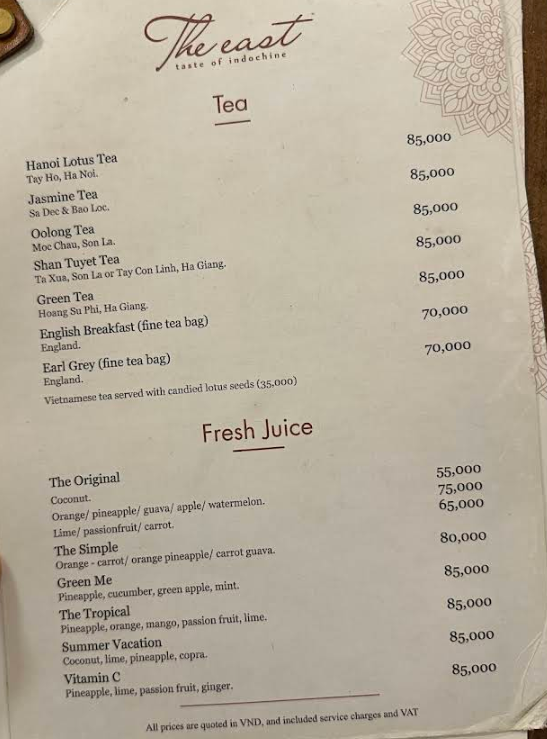 The east
taste of indochine
Tea
Hanoi Lotus Tea 85,000
Tay Ho, Ha Noi.
Jasmine Tea 85,000
Sa Dec & Bao Loc.
Oolong Tea 85,000
Moc Chau, Son La.
Shan Tuyet Tea 85,000
Ta Xua, Son La or Tay Con Linh, Ha Giang.
Green Tea 85,000
Hoang Su Phi, Ha Giang.
English Breakfast (fine tea bag) 70,000
England.
Earl Grey (fine tea bag) 70,000
England.
Vietnamese tea served with candied lotus seeds (35,000)
Fresh Juice
The Original
Coconut. 55,000
Orange/ pineapple/ guava/ apple/ watermelon. 75,000
Lime/ passionfruit/ carrot. 65,000
The Simple 80,000
Orange - carrot/ orange pineapple/ carrot guava.
Green Me 85,000
Pineapple, cucumber, green apple, mint.
The Tropical 85,000
Pineapple, orange, mango, passion fruit, lime.
Summer Vacation 85,000
Coconut, lime, pineapple, copra.
Vitamin C 85,000
Pineapple, lime, passion fruit, ginger.
All prices are quoted in VND, and included service charges and VAT